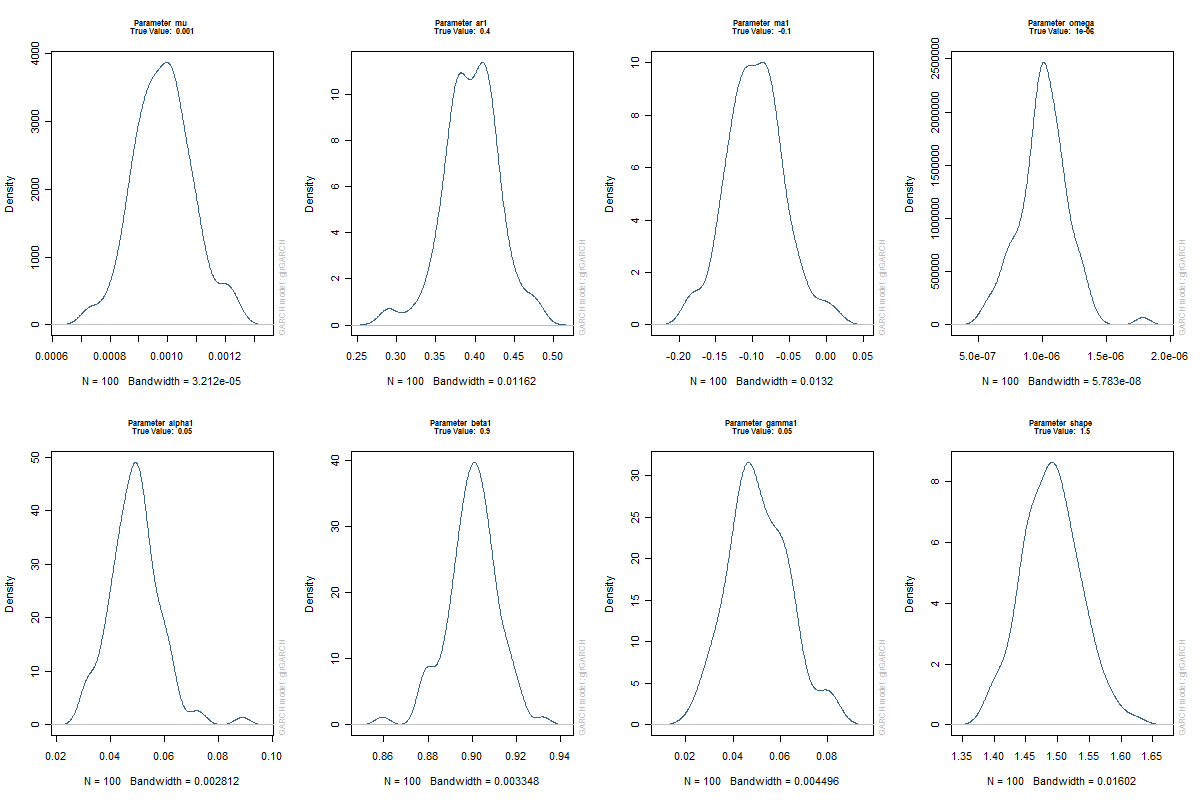 Parameter mu
True Value: 0.001
Density
4000
3000
2000
1000
0
0.0006 0.0008 0.0010 0.0012
N = 100 Bandwidth = 3.212e-05
GARCH model : gjrGARCH
Parameter ar1
True Value: 0.4
Density
10
8
6
4
2
0
0.25 0.30 0.35 0.40 0.45 0.50
N = 100 Bandwidth = 0.01162
GARCH model : gjrGARCH
Parameter ma1
True Value: -0.1
Density
10
8
6
4
2
0
-0.20 -0.15 -0.10 -0.05 0.00 0.05
N = 100 Bandwidth = 0.0132
GARCH model : gjrGARCH
Parameter omega
True Value: 1e-06
Density
2500000
2000000
1500000
1000000
500000
0
5.0e-07 1.0e-06 1.5e-06 2.0e-06
N = 100 Bandwidth = 5.783e-08
GARCH model : gjrGARCH
Parameter alpha1
True Value: 0.05
Density
50
40
30
20
10
0
0.02 0.04 0.06 0.08 0.10
N = 100 Bandwidth = 0.002812
GARCH model : gjrGARCH
Parameter beta1
True Value: 0.9
Density
40
30
20
10
0
0.86 0.88 0.90 0.92 0.94
N = 100 Bandwidth = 0.003348
GARCH model : gjrGARCH
Parameter gamma1
True Value: 0.05
Density
30
25
20
15
10
5
0
0.02 0.04 0.06 0.08
N = 100 Bandwidth = 0.004496
GARCH model : gjrGARCH
Parameter shape
True Value: 1.5
Density
8
6
4
2
0
1.35 1.40 1.45 1.50 1.55 1.60 1.65
N = 100 Bandwidth = 0.01602
GARCH model : gjrGARCH